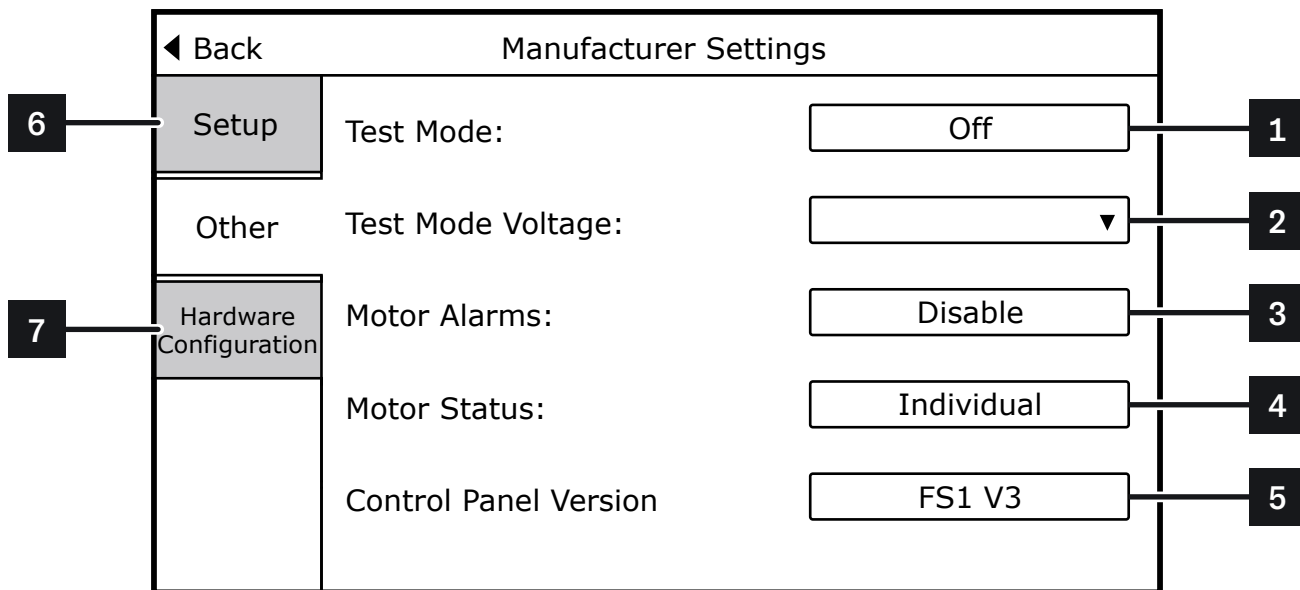 ◀ Back
Manufacturer Settings
6
Setup
Test Mode:
Off
1
Other
Test Mode Voltage:
▼
2
7
Hardware
Configuration
Motor Alarms:
Disable
3
Motor Status:
Individual
4
Control Panel Version
FS1 V3
5